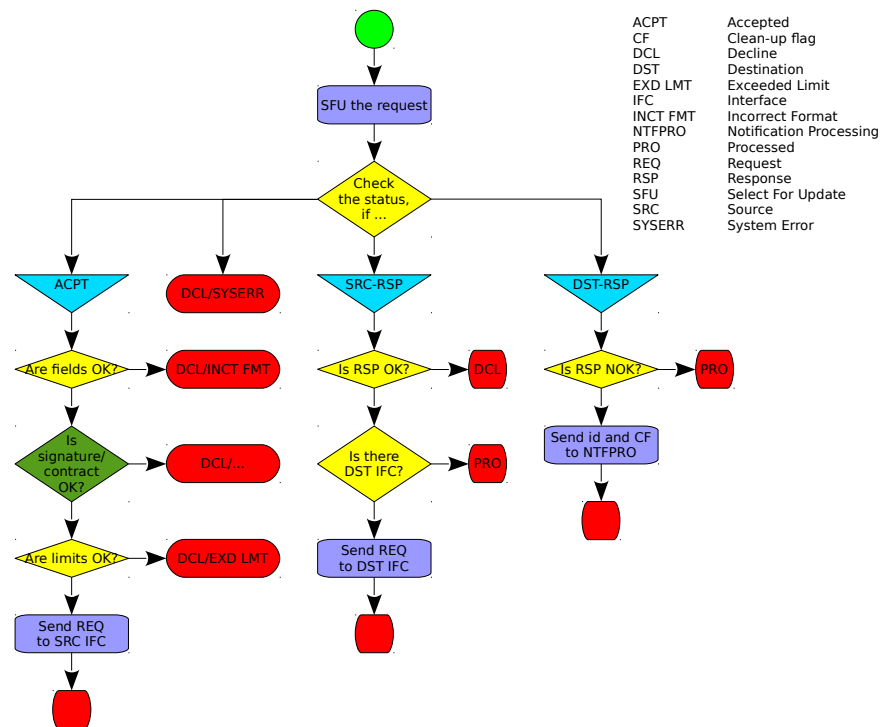 SFU the request
Check
the status,
if ...
ACPT
DCL/SYSERR
SRC-RSP
DST-RSP
Are fields OK?
DCL/INCT FMT
Is RSP OK?
DCL
Is RSP NOK?
PRO
Is
signature/
contract
OK?
DCL/...
Is there
DST IFC?
PRO
Send id and CF
to NTFPRO
Are limits OK?
DCL/EXD LMT
Send REQ
to DST IFC
Send REQ
to SRC IFC
ACPT Accepted
CF Clean-up flag
DCL Decline
DST Destination
EXD LMT Exceeded Limit
IFC Interface
INCT FMT Incorrect Format
NTFPRO Notification Processing
PRO Processed
REQ Request
RSP Response
SFU Select For Update
SRC Source
SYSERR System Error